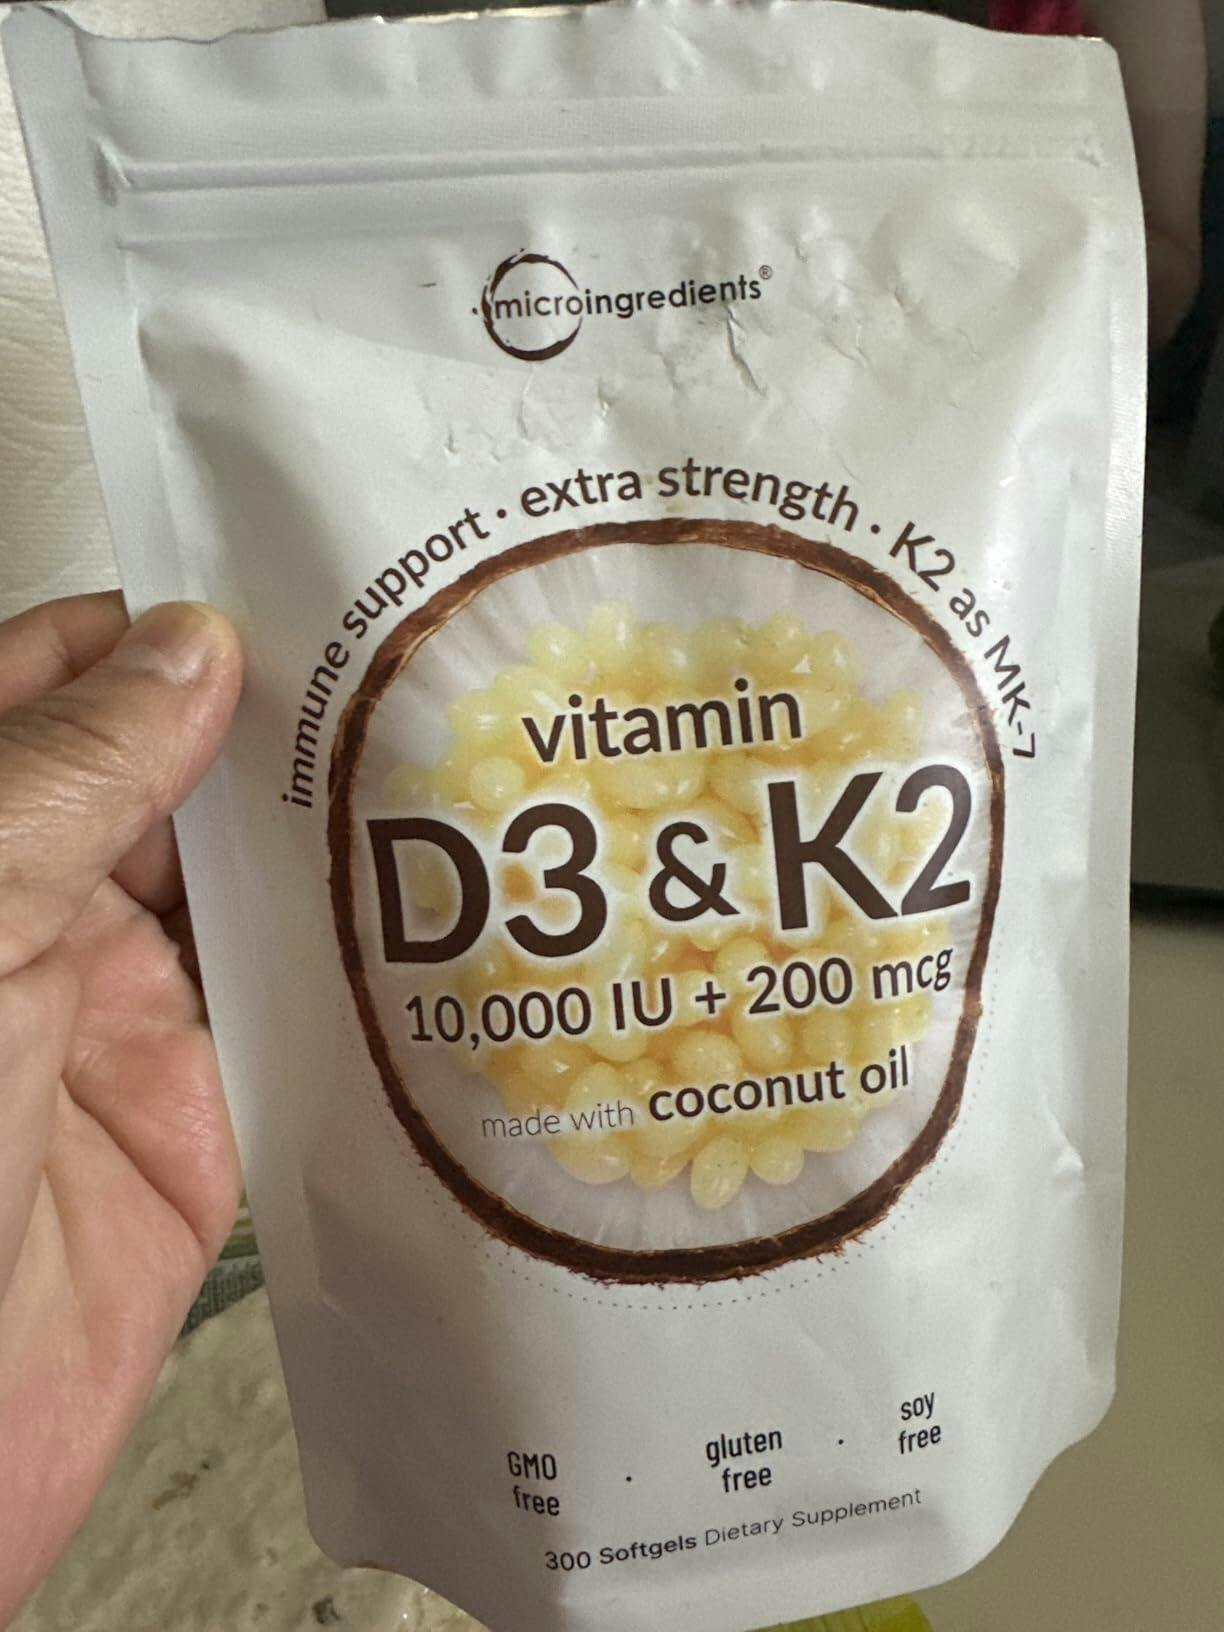 microingredients®
immune support · extra strength · K2 as MK-7
vitamin
D3 & K2
10,000 IU + 200 mcg
made with coconut oil
GMO free · gluten free · soy free
300 Softgels Dietary Supplement